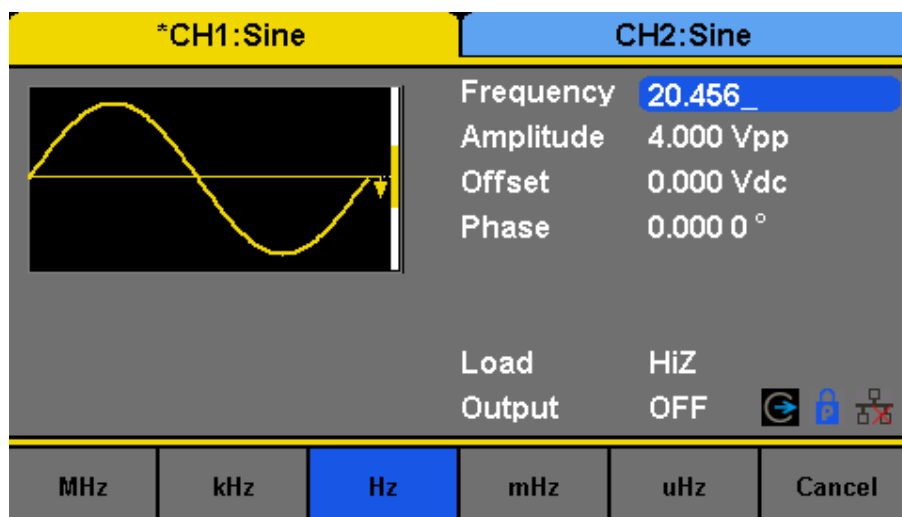 *CH1:Sine CH2:Sine
Frequency 20.456_
Amplitude 4.000 Vpp
Offset 0.000 Vdc
Phase 0.000 0 °
Load HiZ
Output OFF P
MHz kHz Hz mHz uHz Cancel